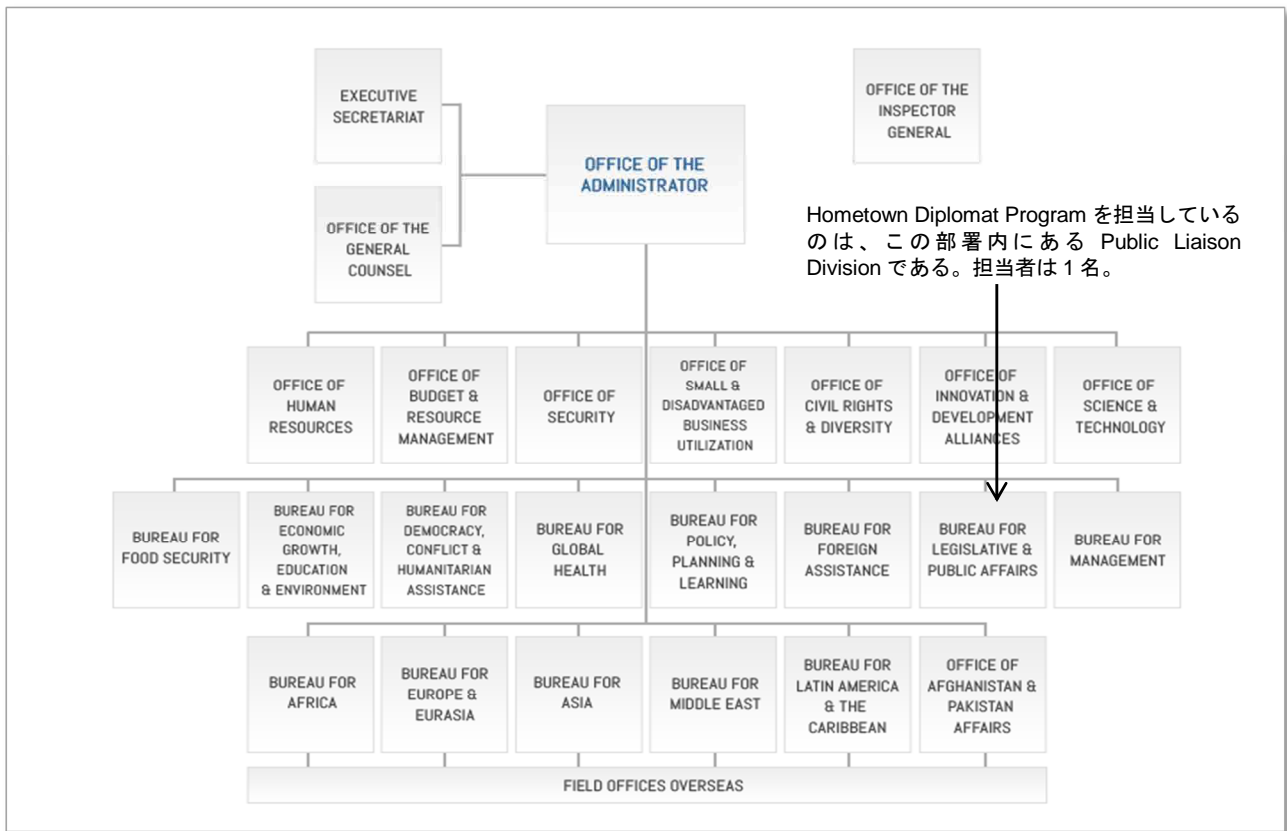 EXECUTIVE
SECRETARIAT
OFFICE OF THE
GENERAL
COUNSEL
OFFICE OF THE
ADMINISTRATOR
OFFICE OF THE
INSPECTOR
GENERAL
Hometown Diplomat Program を担当している
のは、この部署内にある Public Liaison
Division である。担当者は 1 名。
OFFICE OF
HUMAN
RESOURCES
OFFICE OF
BUDGET &
RESOURCE
MANAGEMENT
OFFICE OF
SECURITY
OFFICE OF
SMALL &
DISADVANTAGED
BUSINESS
UTILIZATION
OFFICE OF
CIVIL RIGHTS
& DIVERSITY
OFFICE OF
INNOVATION &
DEVELOPMENT
ALLIANCES
OFFICE OF
SCIENCE &
TECHNOLOGY
BUREAU FOR
FOOD SECURITY
BUREAU FOR
ECONOMIC
GROWTH,
EDUCATION
& ENVIRONMENT
BUREAU FOR
DEMOCRACY,
CONFLICT &
HUMANITARIAN
ASSISTANCE
BUREAU FOR
GLOBAL
HEALTH
BUREAU FOR
POLICY,
PLANNING &
LEARNING
BUREAU FOR
FOREIGN
ASSISTANCE
BUREAU FOR
LEGISLATIVE &
PUBLIC AFFAIRS
BUREAU FOR
MANAGEMENT
BUREAU FOR
AFRICA
BUREAU FOR
EUROPE &
EURASIA
BUREAU FOR
ASIA
BUREAU FOR
MIDDLE EAST
BUREAU FOR
LATIN AMERICA
& THE
CARIBBEAN
OFFICE OF
AFGHANISTAN &
PAKISTAN
AFFAIRS
FIELD OFFICES OVERSEAS